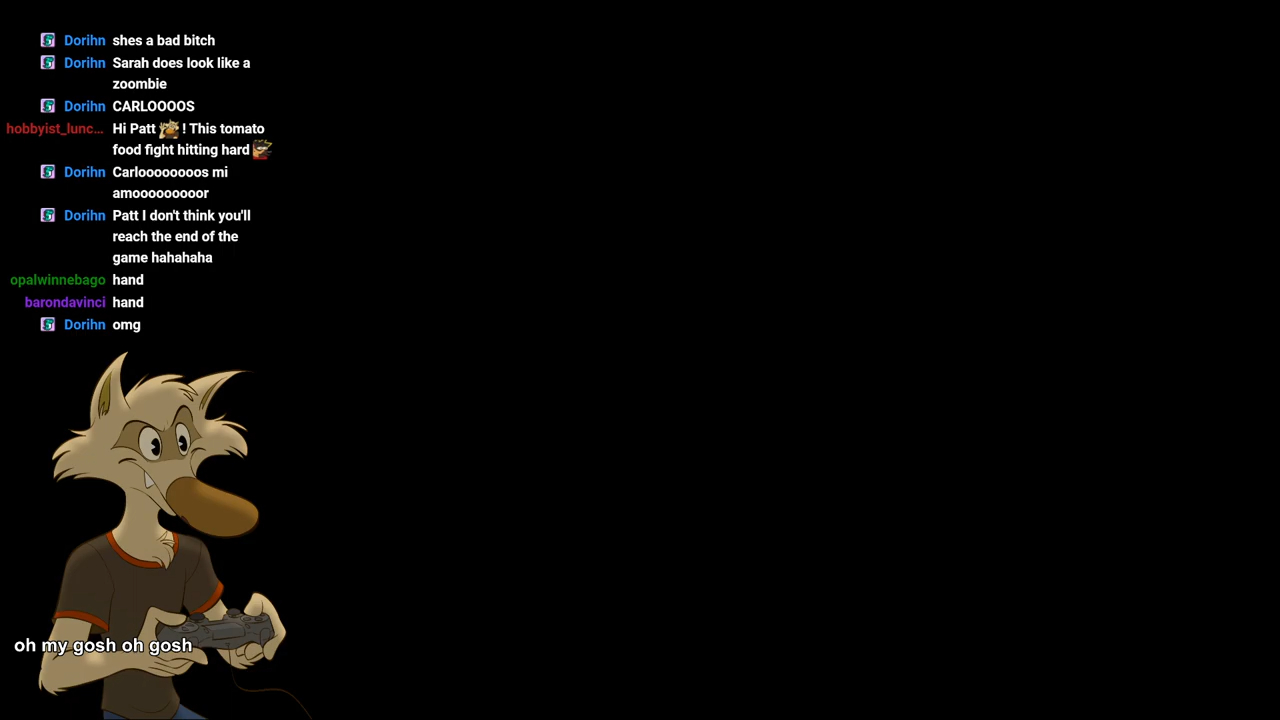 Dorihn shes a bad bitch
Dorihn Sarah does look like a
zoombie
Dorihn CARLOOOOS
hobbyist_lunc... Hi Patt ! This tomato
food fight hitting hard
Dorihn Carloooooooos mi
amooooooooor
Dorihn Patt I don't think you'll
reach the end of the
game hahahaha
opalwinnebago hand
barondavinci hand
Dorihn omg
oh my gosh oh gosh